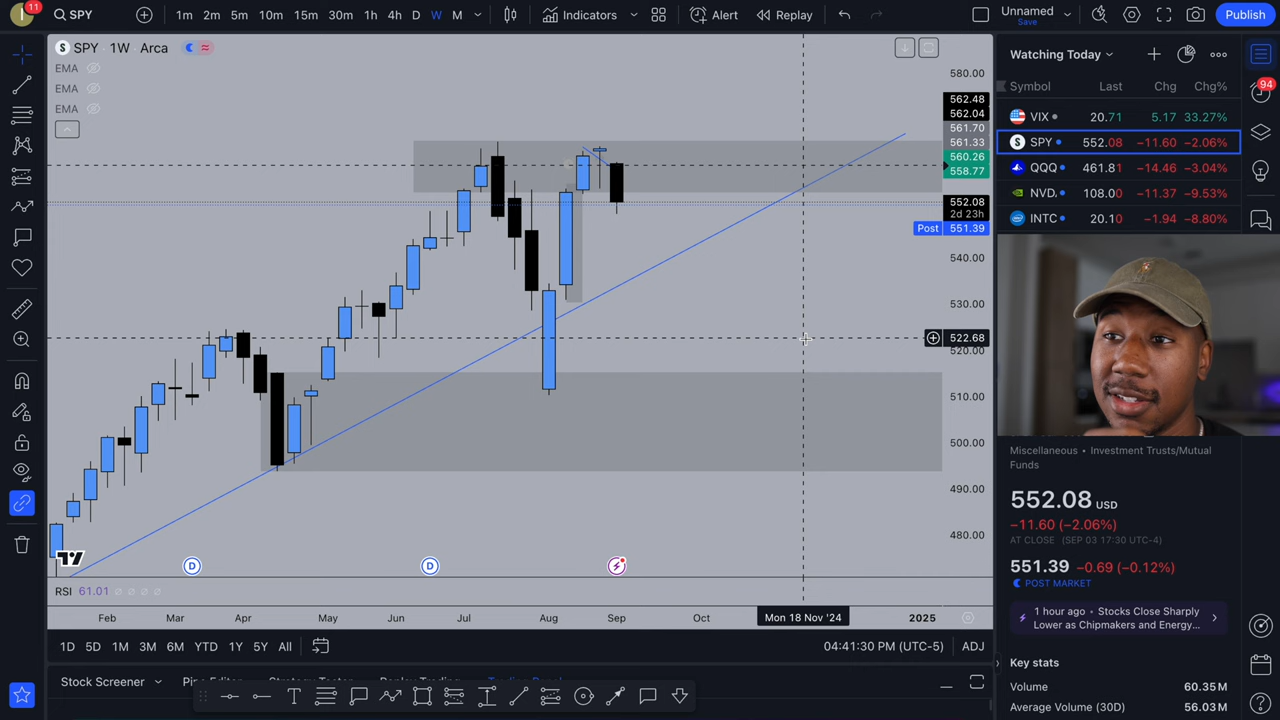 I
11
SPY
1m 2m 5m 10m 15m 30m 1h 4h D W M
Indicators
Alert
Replay
Unnamed
Save
Publish
S SPY · 1W · Arca
EMA
EMA
EMA
580.00
562.48
562.04
561.70
561.33
560.26
558.77
552.08
2d 23h
Post 551.39
540.00
530.00
522.68
520.00
510.00
500.00
490.00
480.00
D
D
RSI 61.01
Feb Mar Apr May Jun Jul Aug Sep Oct Mon 18 Nov '24 2025
1D 5D 1M 3M 6M YTD 1Y 5Y All
04:41:30 PM (UTC-5)
ADJ
Stock Screener
Watching Today
94
Symbol Last Chg Chg%
VIX 20.71 5.17 33.27%
S SPY 552.08 −11.60 −2.06%
QQQ 461.81 −14.46 −3.04%
NVD. 108.00 −11.37 −9.53%
INTC 20.10 −1.94 −8.80%
Miscellaneous • Investment Trusts/Mutual
Funds
552.08 USD
−11.60 (−2.06%)
AT CLOSE (SEP 03 17:30 UTC-4)
551.39 −0.69 (−0.12%)
POST MARKET
1 hour ago • Stocks Close Sharply
Lower as Chipmakers and Energy...
Key stats
Volume 60.35M
Average Volume (30D) 56.03M